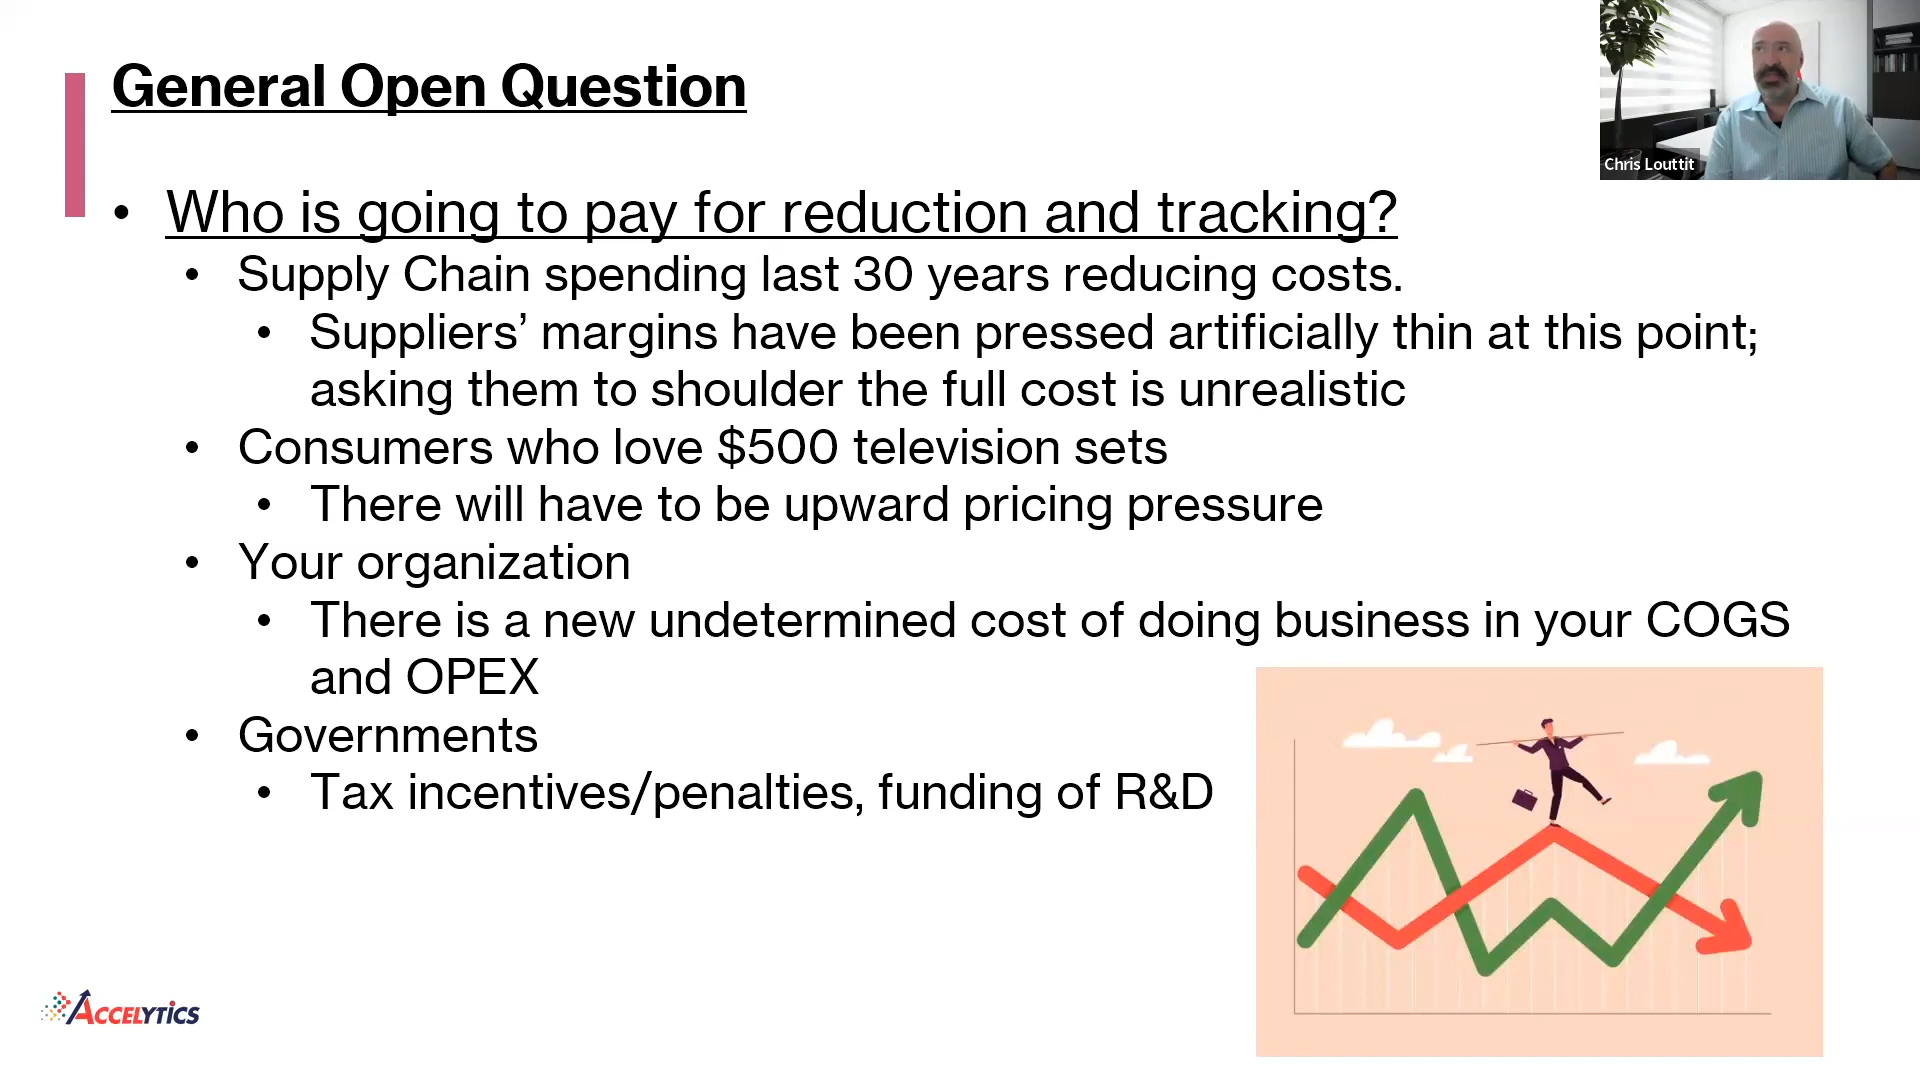 General Open Question
Chris Louttit
• Who is going to pay for reduction and tracking?
• Supply Chain spending last 30 years reducing costs.
• Suppliers’ margins have been pressed artificially thin at this point;
asking them to shoulder the full cost is unrealistic
• Consumers who love $500 television sets
• There will have to be upward pricing pressure
• Your organization
• There is a new undetermined cost of doing business in your COGS
and OPEX
• Governments
• Tax incentives/penalties, funding of R&D
ACCELYTICS